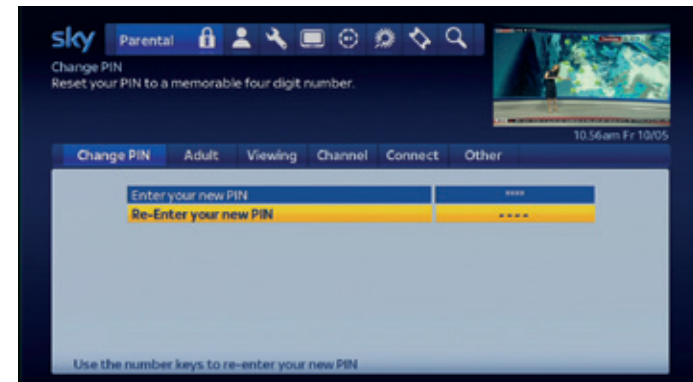 sky Parental
Change PIN
Reset your PIN to a memorable four digit number.
10.56am Fr 10/05
Change PIN Adult Viewing Channel Connect Other
Enter your new PIN ****
Re-Enter your new PIN ----
Use the number keys to re-enter your new PIN